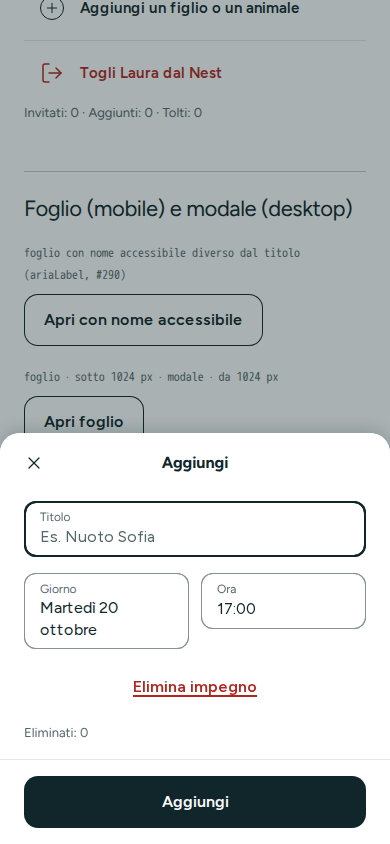 Aggiungi un figlio o un animale
Togli Laura dal Nest
Invitati: 0 · Aggiunti: 0 · Tolti: 0
Foglio (mobile) e modale (desktop)
foglio con nome accessibile diverso dal titolo
(ariaLabel, #290)
Apri con nome accessibile
foglio · sotto 1024 px · modale · da 1024 px
Apri foglio
Aggiungi
Titolo
Es. Nuoto Sofia
Giorno
Martedì 20
ottobre
Ora
17:00
Elimina impegno
Eliminati: 0
Aggiungi